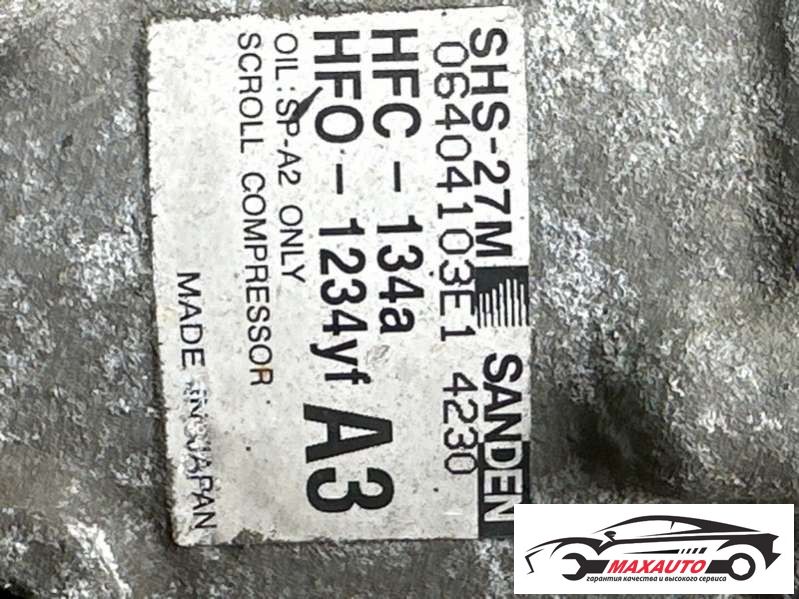 SHS-27M SANDEN
06404103E1 4230
HFC-134a
HFO-1234yf A3
OIL:SP-A2 ONLY
SCROLL COMPRESSOR
MADE IN JAPAN
MAXAUTO
гарантия качества и высокого сервиса